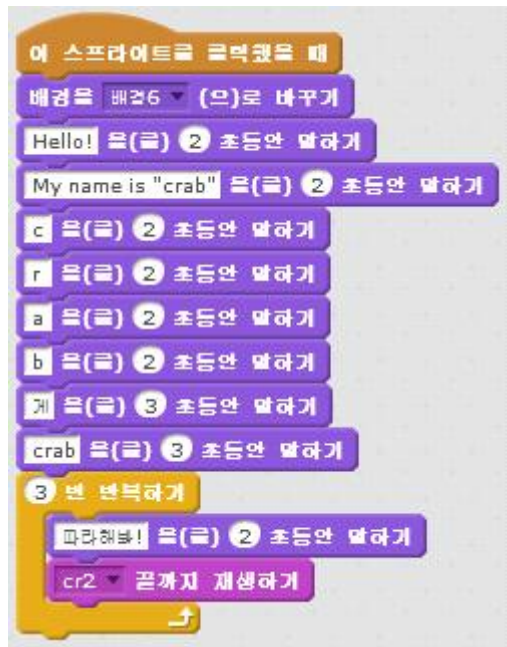 이 스프라이트를 클릭했을 때
배경을 배경6 (으)로 바꾸기
Hello! 을(를) 2 초동안 말하기
My name is "crab" 을(를) 2 초동안 말하기
c 을(를) 2 초동안 말하기
r 을(를) 2 초동안 말하기
a 을(를) 2 초동안 말하기
b 을(를) 2 초동안 말하기
게 을(를) 3 초동안 말하기
crab 을(를) 3 초동안 말하기
3 번 반복하기
따라해봐! 을(를) 2 초동안 말하기
cr2 끝까지 재생하기